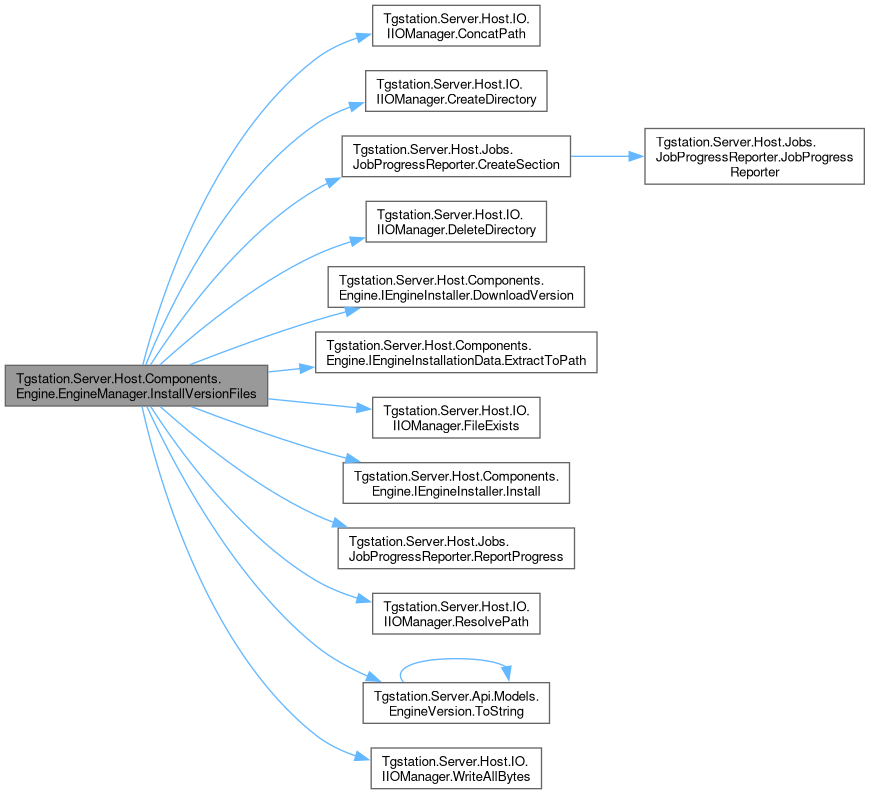 Tgstation.Server.Host.IO.
IIOManager.ConcatPath
Tgstation.Server.Host.IO.
IIOManager.CreateDirectory
Tgstation.Server.Host.Jobs.
JobProgressReporter.CreateSection
Tgstation.Server.Host.Jobs.
JobProgressReporter.JobProgress
Reporter
Tgstation.Server.Host.IO.
IIOManager.DeleteDirectory
Tgstation.Server.Host.Components.
Engine.IEngineInstaller.DownloadVersion
Tgstation.Server.Host.Components.
Engine.IEngineInstallationData.ExtractToPath
Tgstation.Server.Host.Components.
Engine.EngineManager.InstallVersionFiles
Tgstation.Server.Host.IO.
IIOManager.FileExists
Tgstation.Server.Host.Components.
Engine.IEngineInstaller.Install
Tgstation.Server.Host.Jobs.
JobProgressReporter.ReportProgress
Tgstation.Server.Host.IO.
IIOManager.ResolvePath
Tgstation.Server.Api.Models.
EngineVersion.ToString
Tgstation.Server.Host.IO.
IIOManager.WriteAllBytes